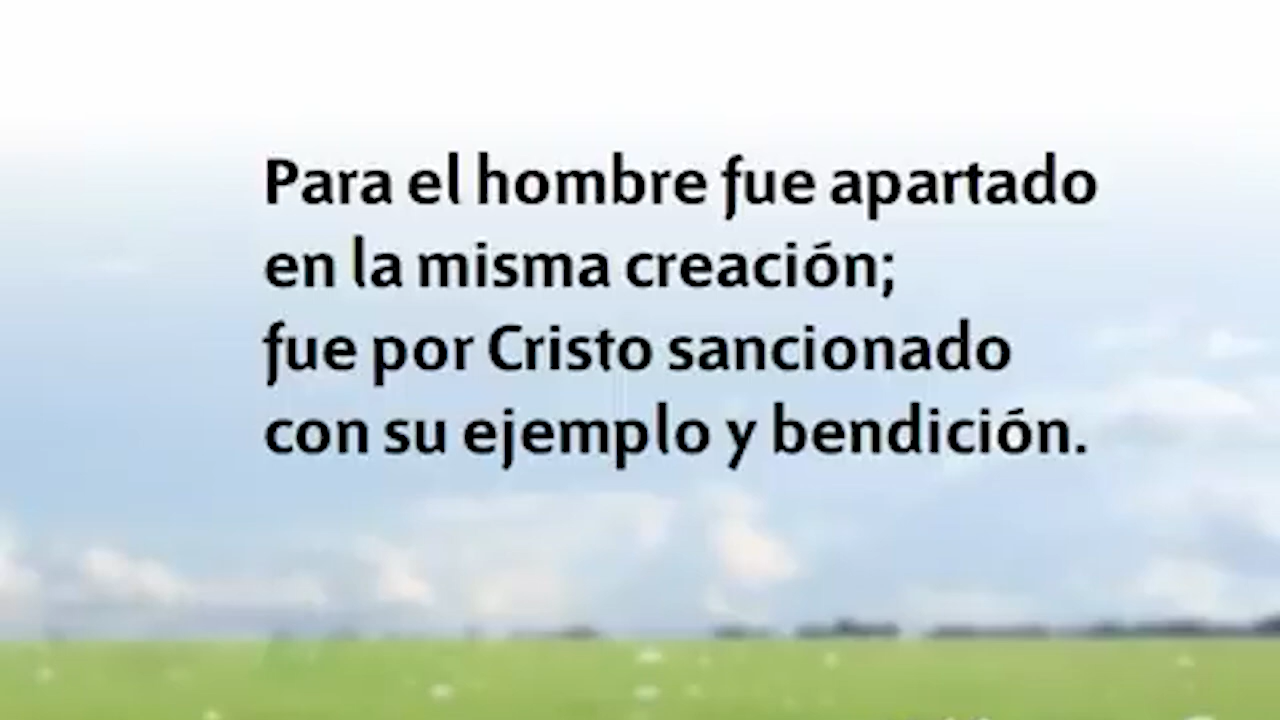 Para el hombre fue apartado
en la misma creación;
fue por Cristo sancionado
con su ejemplo y bendición.